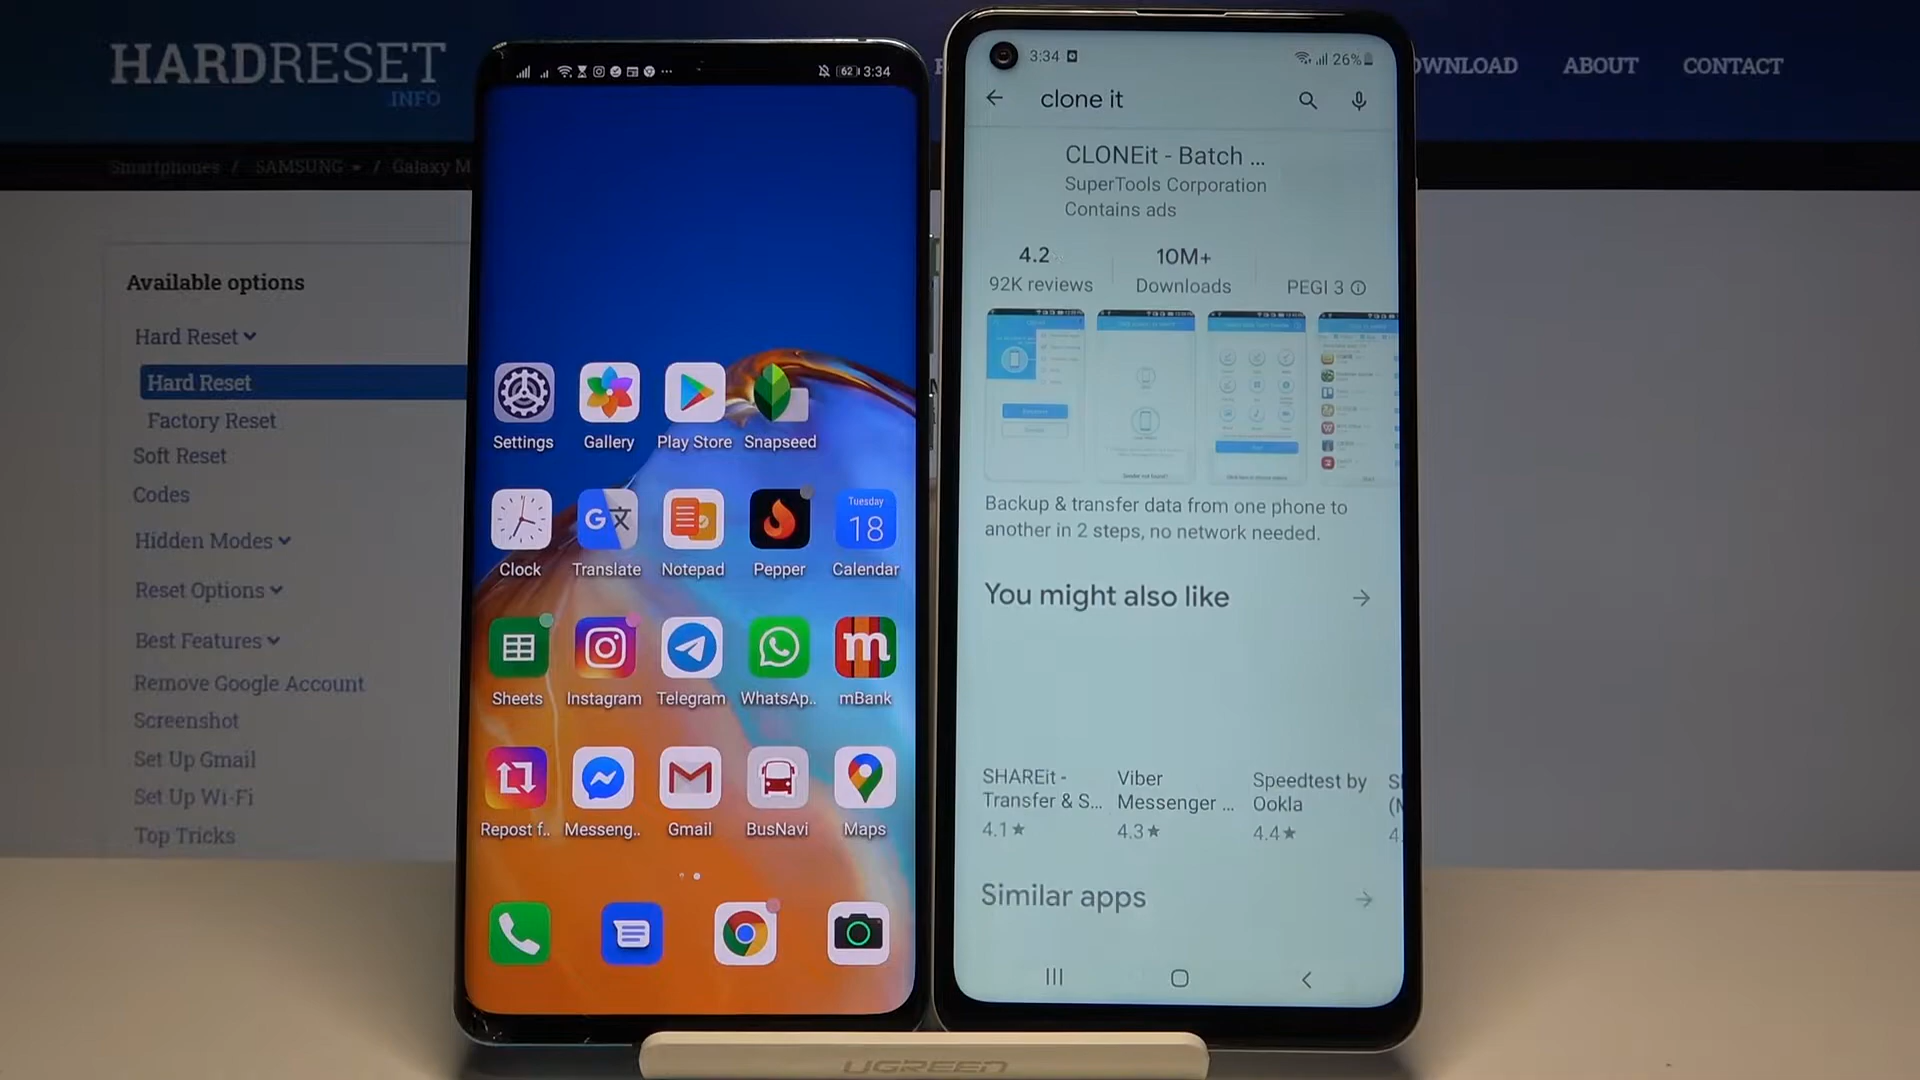 HARDRESET
.INFO
OWNLOAD
ABOUT
CONTACT
Smartphones / SAMSUNG / Galaxy M
Available options
Hard Reset
Hard Reset
Factory Reset
Soft Reset
Codes
Hidden Modes
Reset Options
Best Features
Remove Google Account
Screenshot
Set Up Gmail
Set Up Wi-Fi
Top Tricks
62 3:34
Settings
Gallery
Play Store
Snapseed
Tuesday
18
Clock
Translate
Notepad
Pepper
Calendar
m
Sheets
Instagram
Telegram
WhatsAp..
mBank
Repost f..
Messeng..
Gmail
BusNavi
Maps
3:34
26%
clone it
CLONEit - Batch ...
SuperTools Corporation
Contains ads
4.2
92K reviews
10M+
Downloads
PEGI 3
Backup & transfer data from one phone to
another in 2 steps, no network needed.
You might also like
SHAREit -
Transfer & S...
4.1★
Viber
Messenger ...
4.3★
Speedtest by
Ookla
4.4★
Similar apps
UGREEN